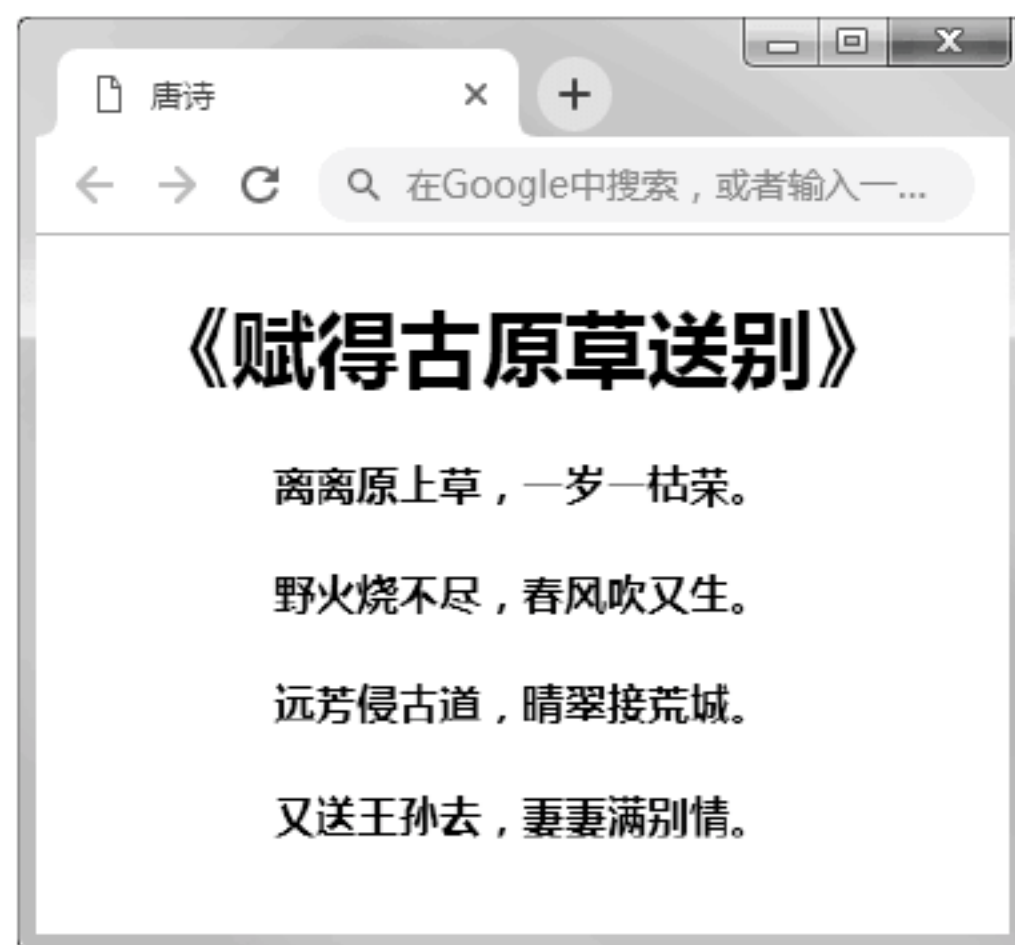 唐诗
在Google中搜索，或者输入一...
《赋得古原草送别》
离离原上草，一岁一枯荣。
野火烧不尽，春风吹又生。
远芳侵古道，晴翠接荒城。
又送王孙去，妻妻满别情。